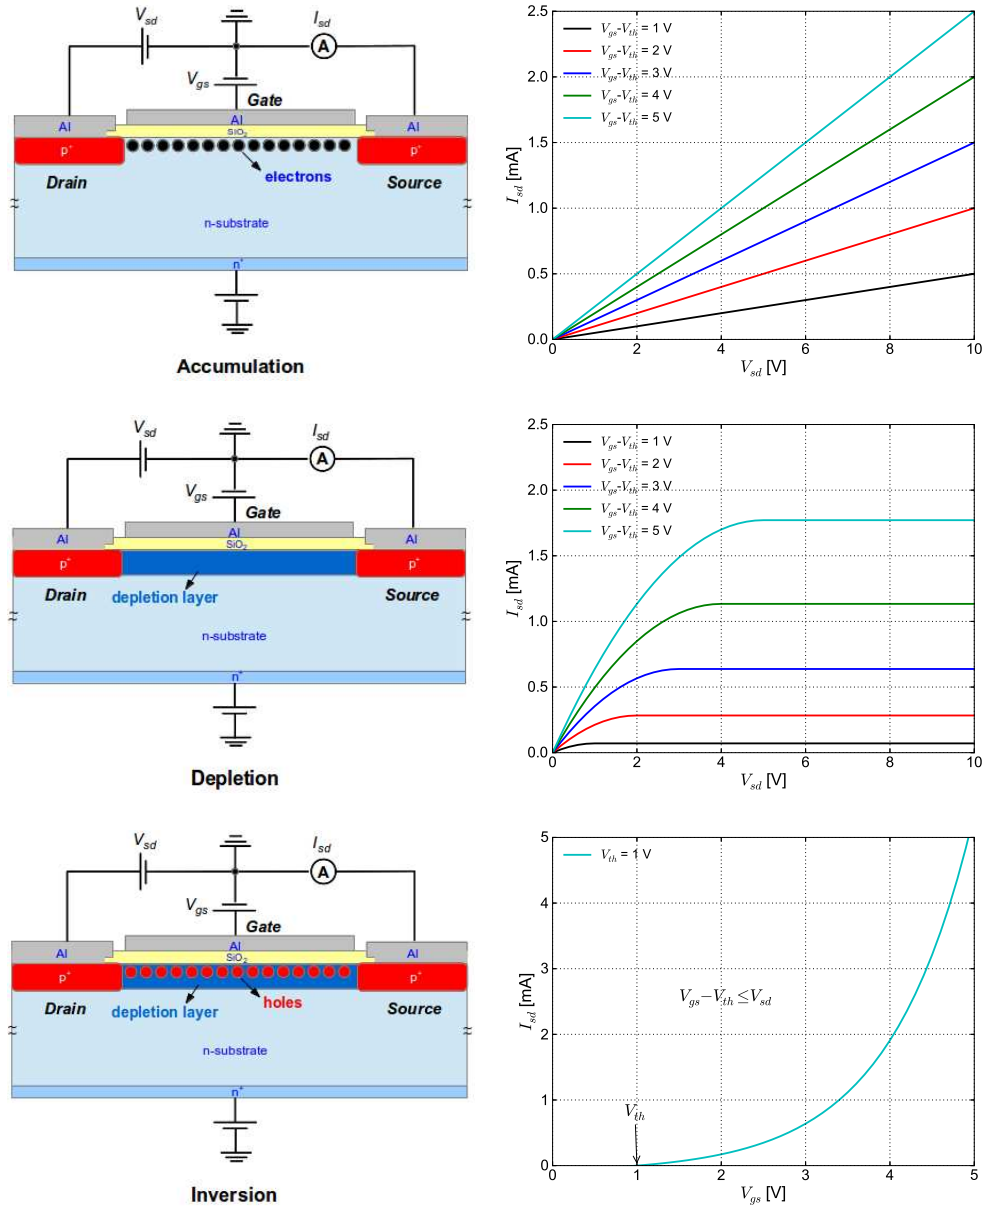 V_sd
I_sd
A
V_gs
Gate
Al
Al
Al
SiO2
p+
p+
Drain
Source
electrons
≈
≈
n-substrate
n+
Accumulation
V_gs-V_th = 1 V
V_gs-V_th = 2 V
V_gs-V_th = 3 V
V_gs-V_th = 4 V
V_gs-V_th = 5 V
2.5
2.0
1.5
1.0
0.5
0.0
I_sd [mA]
0 2 4 6 8 10
V_sd [V]
V_sd
I_sd
A
V_gs
Gate
Al
Al
Al
SiO2
p+
p+
Drain
depletion layer
Source
≈
≈
n-substrate
n+
Depletion
V_gs-V_th = 1 V
V_gs-V_th = 2 V
V_gs-V_th = 3 V
V_gs-V_th = 4 V
V_gs-V_th = 5 V
2.5
2.0
1.5
1.0
0.5
0.0
I_sd [mA]
0 2 4 6 8 10
V_sd [V]
V_sd
I_sd
A
V_gs
Gate
Al
Al
Al
SiO2
p+
p+
Drain
depletion layer
holes
Source
≈
≈
n-substrate
n+
Inversion
V_th = 1 V
5
4
3
2
1
0
I_sd [mA]
V_gs−V_th ≤V_sd
V_th
0 1 2 3 4 5
V_gs [V]